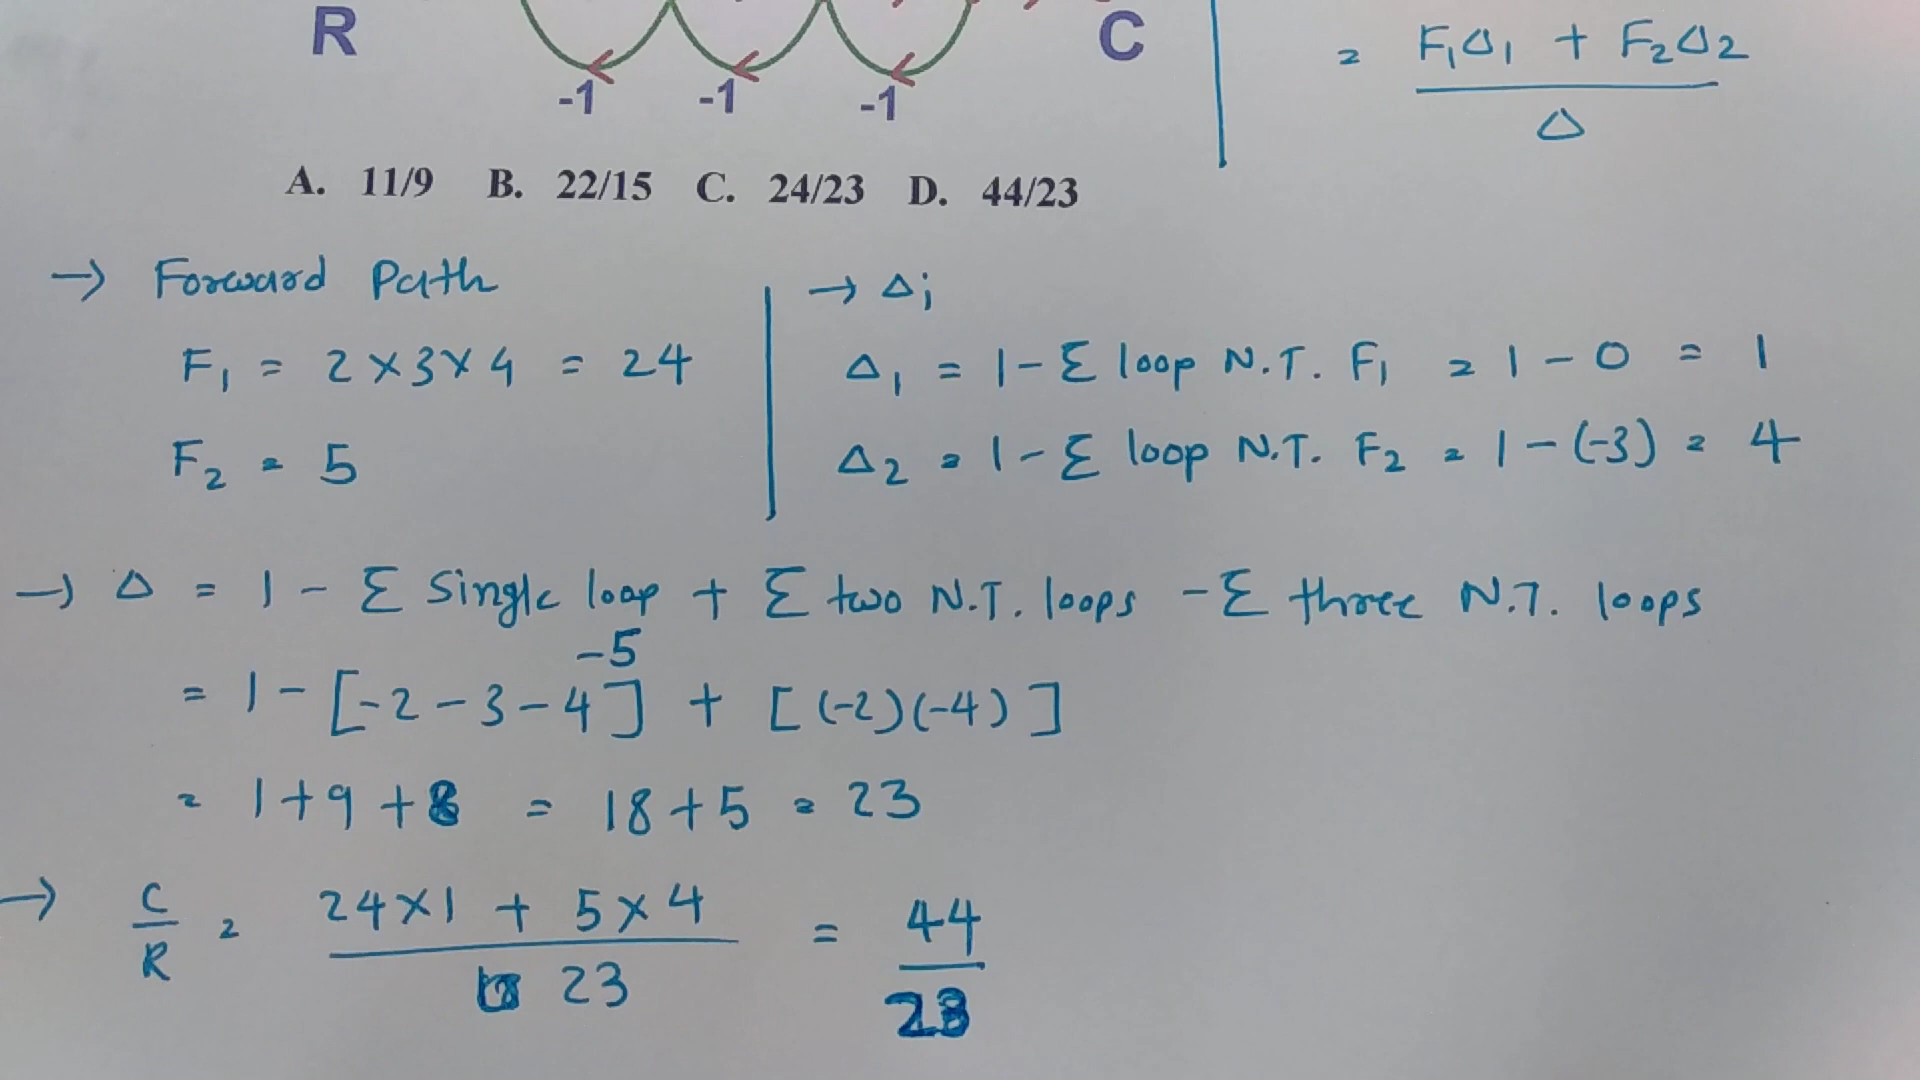 R C
-1 -1 -1
= F₁Δ₁ + F₂Δ₂
Δ
A. 11/9 B. 22/15 C. 24/23 D. 44/23
→ Forward Path
F₁ = 2×3×4 = 24
F₂ = 5
→ Δi
Δ₁ = 1-Σ loop N.T. F₁ = 1-0 = 1
Δ₂ = 1-Σ loop N.T. F₂ = 1-(-3) = 4
→ Δ = 1 - Σ Single loop + Σ two N.T. loops - Σ three N.T. loops
-5
= 1-[-2-3-4] + [(-2)(-4)]
= 1+9+8 = 18+5 = 23
→ C/R = 24×1 + 5×4 = 44
23 23